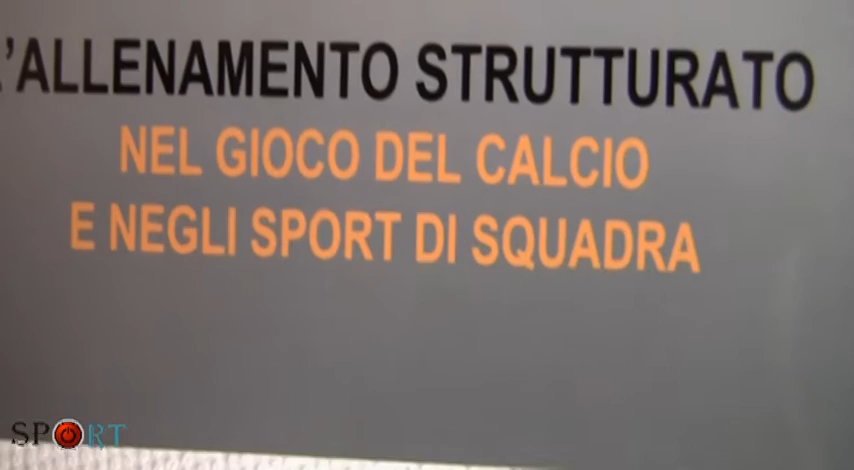 L'ALLENAMENTO STRUTTURATO
NEL GIOCO DEL CALCIO
E NEGLI SPORT DI SQUADRA
SPORT